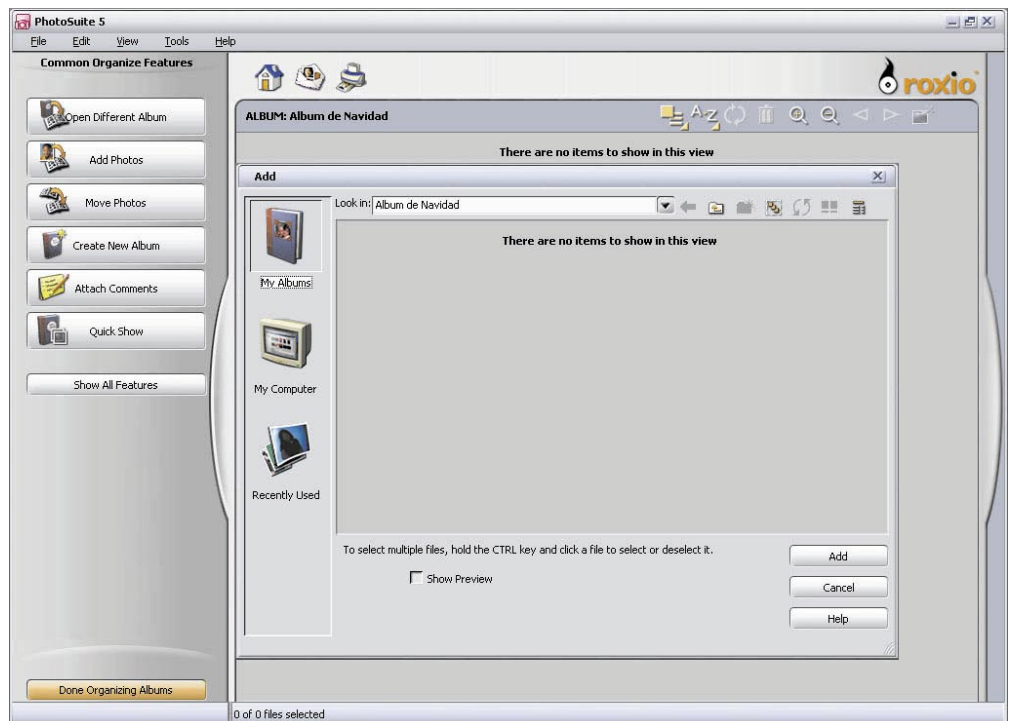 PhotoSuite 5
File Edit View Tools Help
Common Organize Features
Open Different Album
Add Photos
Move Photos
Create New Album
Attach Comments
Quick Show
Show All Features
Done Organizing Albums
roxio
ALBUM: Album de Navidad
A-Z
There are no items to show in this view
Add
Look in: Album de Navidad
My Albums
My Computer
Recently Used
There are no items to show in this view
To select multiple files, hold the CTRL key and click a file to select or deselect it.
Show Preview
Add
Cancel
Help
0 of 0 files selected